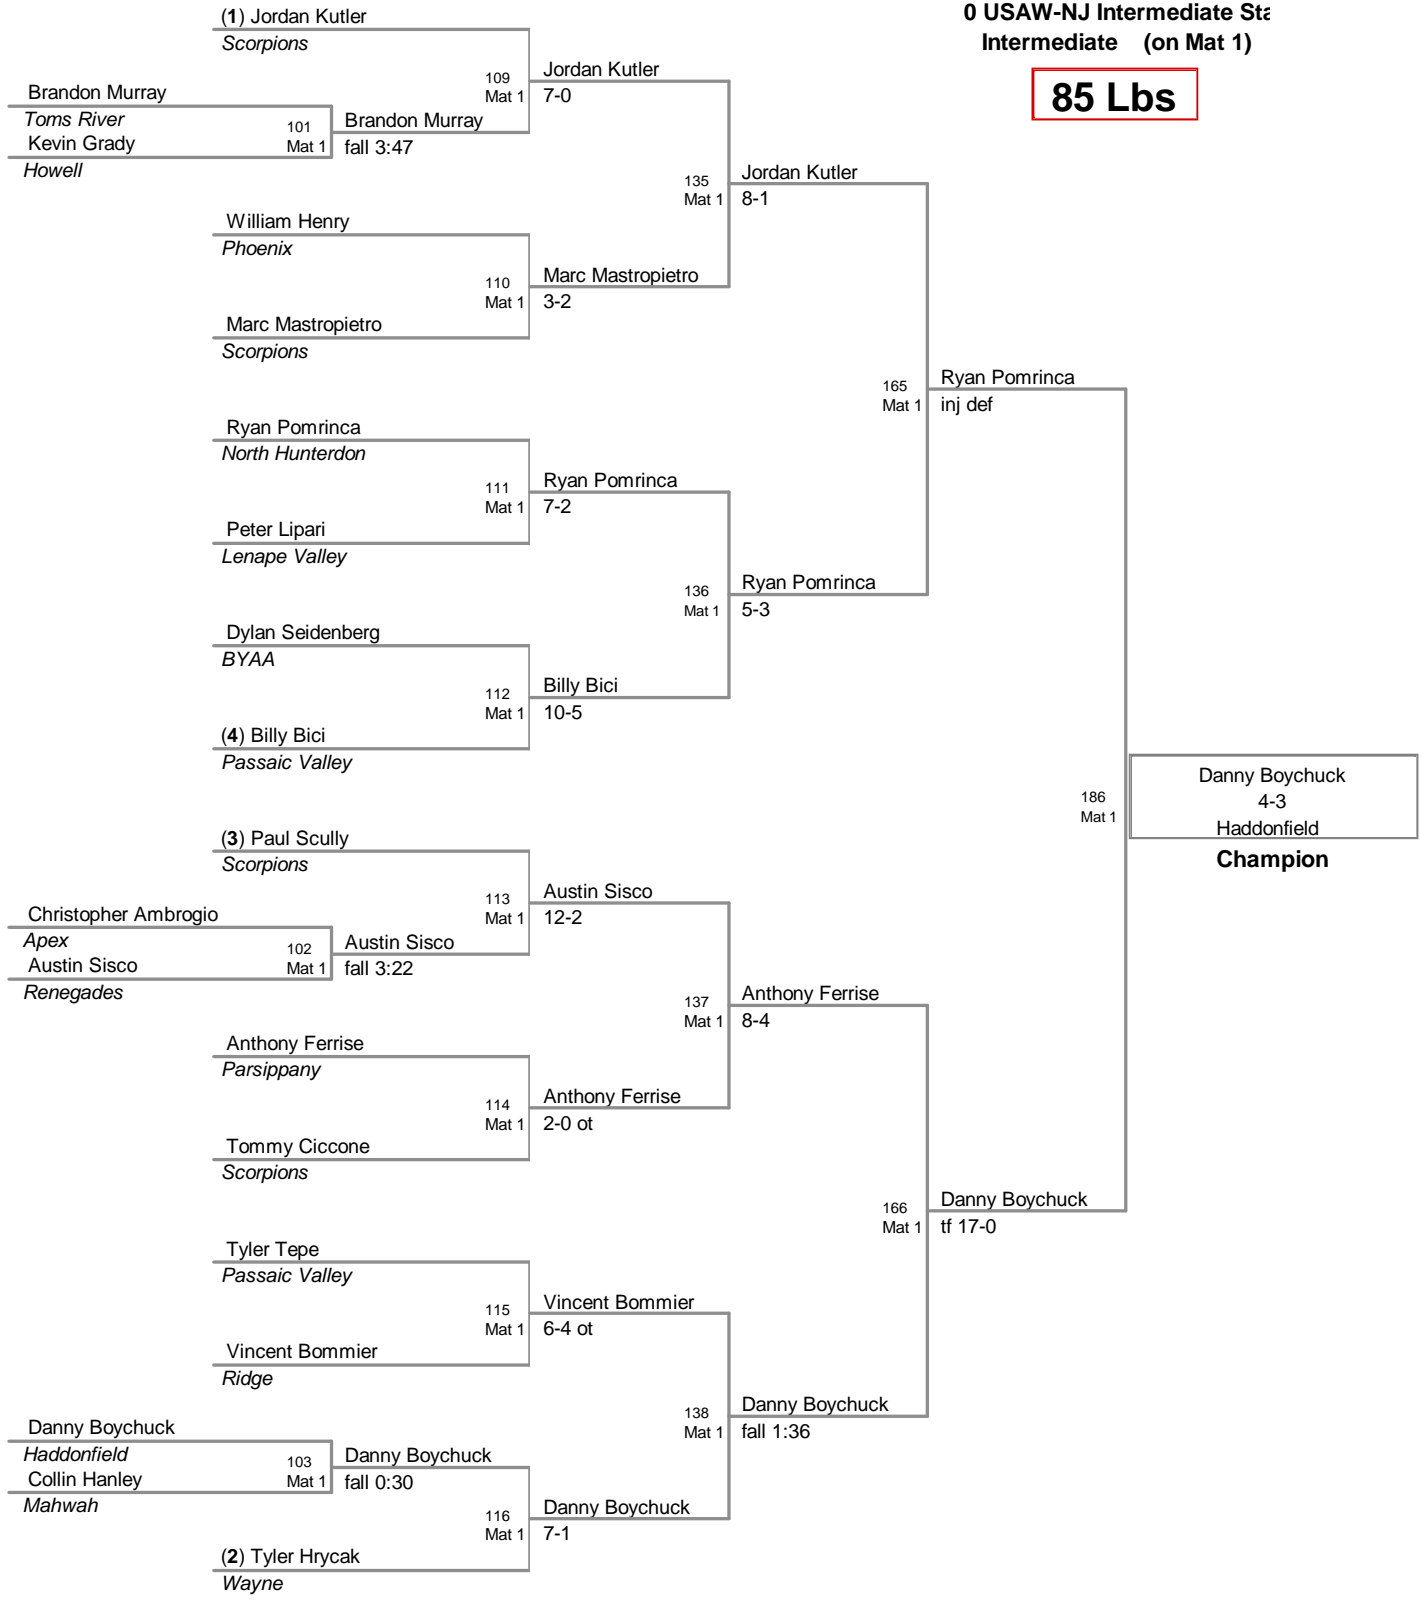 (1) Jordan Kutler
Scorpions
0 USAW-NJ Intermediate Sta
Intermediate (on Mat 1)
85 Lbs
109
Mat 1
Jordan Kutler
7-0
Brandon Murray
Toms River
Kevin Grady
Howell
101
Mat 1
Brandon Murray
fall 3:47
135
Mat 1
Jordan Kutler
8-1
William Henry
Phoenix
110
Mat 1
Marc Mastropietro
3-2
Marc Mastropietro
Scorpions
165
Mat 1
Ryan Pomrinca
inj def
Ryan Pomrinca
North Hunterdon
111
Mat 1
Ryan Pomrinca
7-2
Peter Lipari
Lenape Valley
136
Mat 1
Ryan Pomrinca
5-3
Dylan Seidenberg
BYAA
112
Mat 1
Billy Bici
10-5
(4) Billy Bici
Passaic Valley
186
Mat 1
Danny Boychuck
4-3
Haddonfield
Champion
(3) Paul Scully
Scorpions
113
Mat 1
Austin Sisco
12-2
Christopher Ambrogio
Apex
Austin Sisco
Renegades
102
Mat 1
Austin Sisco
fall 3:22
137
Mat 1
Anthony Ferrise
8-4
Anthony Ferrise
Parsippany
114
Mat 1
Anthony Ferrise
2-0 ot
Tommy Ciccone
Scorpions
166
Mat 1
Danny Boychuck
tf 17-0
Tyler Tepe
Passaic Valley
115
Mat 1
Vincent Bommier
6-4 ot
Vincent Bommier
Ridge
138
Mat 1
Danny Boychuck
fall 1:36
Danny Boychuck
Haddonfield
Collin Hanley
Mahwah
103
Mat 1
Danny Boychuck
fall 0:30
116
Mat 1
Danny Boychuck
7-1
(2) Tyler Hrycak
Wayne